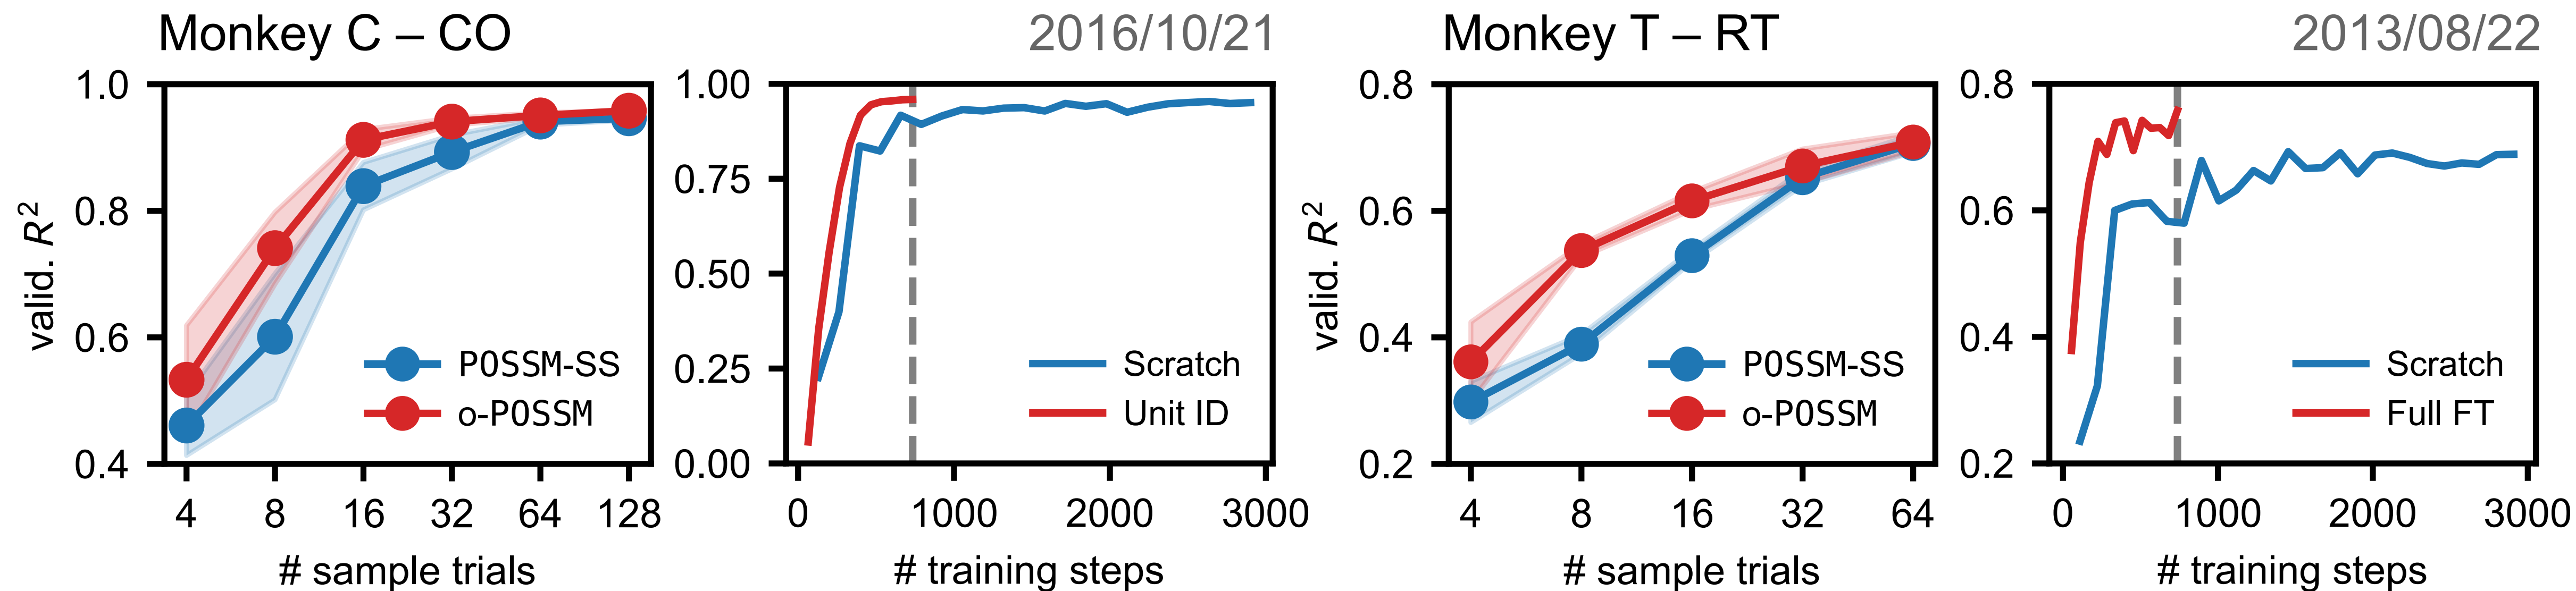 Monkey C – CO
2016/10/21
Monkey T – RT
2013/08/22
valid. R²
1.0
0.8
0.6
0.4
4 8 16 32 64 128
# sample trials
POSSM-SS
o-POSSM
1.00
0.75
0.50
0.25
0.00
0 1000 2000 3000
# training steps
Scratch
Unit ID
valid. R²
0.8
0.6
0.4
0.2
4 8 16 32 64
# sample trials
POSSM-SS
o-POSSM
0.8
0.6
0.4
0.2
0 1000 2000 3000
# training steps
Scratch
Full FT